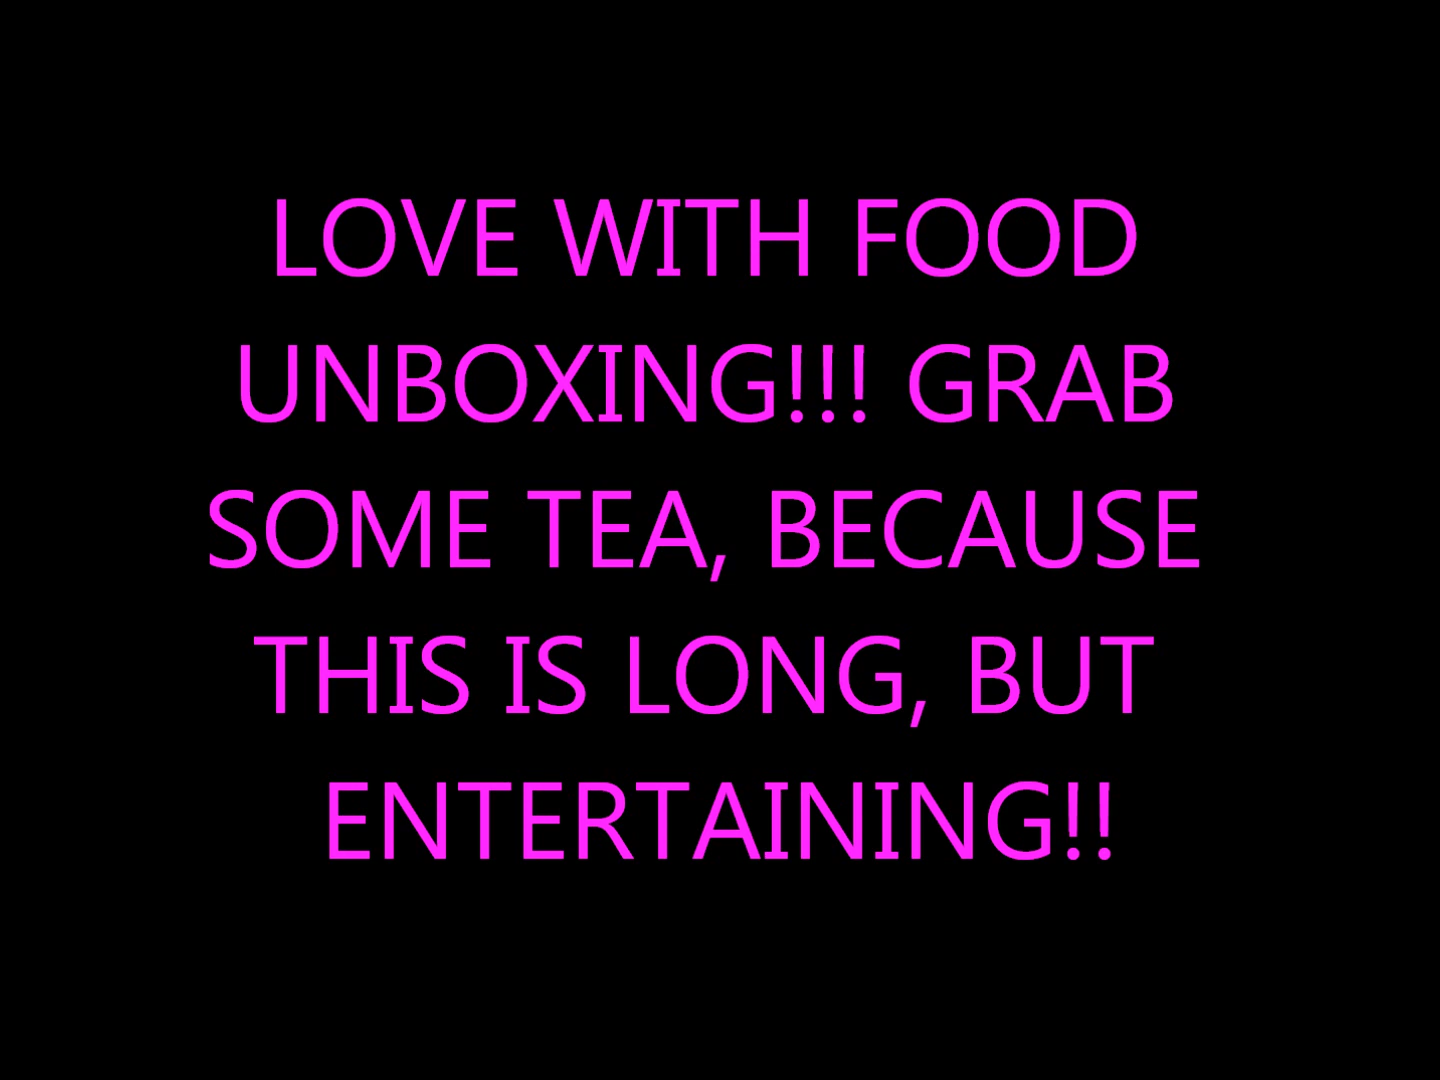 LOVE WITH FOOD
UNBOXING!!! GRAB
SOME TEA, BECAUSE
THIS IS LONG, BUT
ENTERTAINING!!